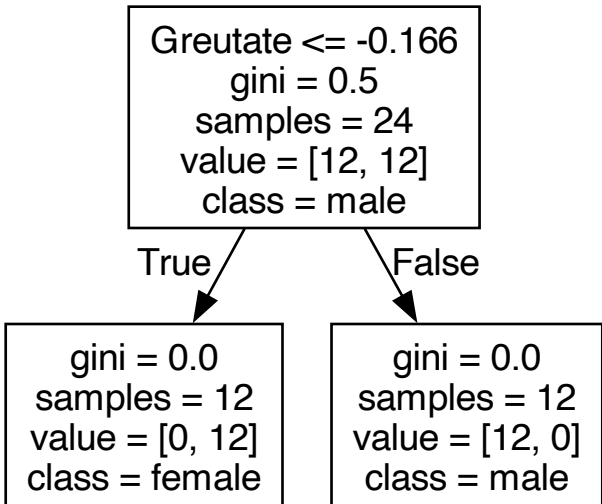 Greutate <= -0.166
gini = 0.5
samples = 24
value = [12, 12]
class = male
True
False
gini = 0.0
samples = 12
value = [0, 12]
class = female
gini = 0.0
samples = 12
value = [12, 0]
class = male